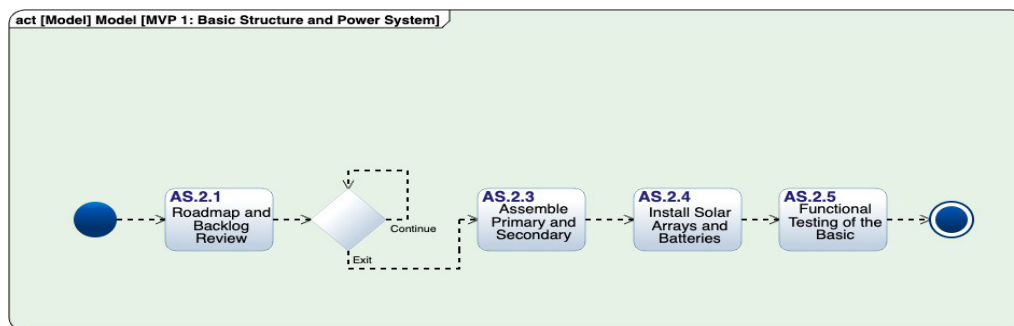 act [Model] Model [MVP 1: Basic Structure and Power System]
AS.2.1
Roadmap and
Backlog
Review
Continue
Exit
AS.2.3
Assemble
Primary and
Secondary
AS.2.4
Install Solar
Arrays and
Batteries
AS.2.5
Functional
Testing of the
Basic